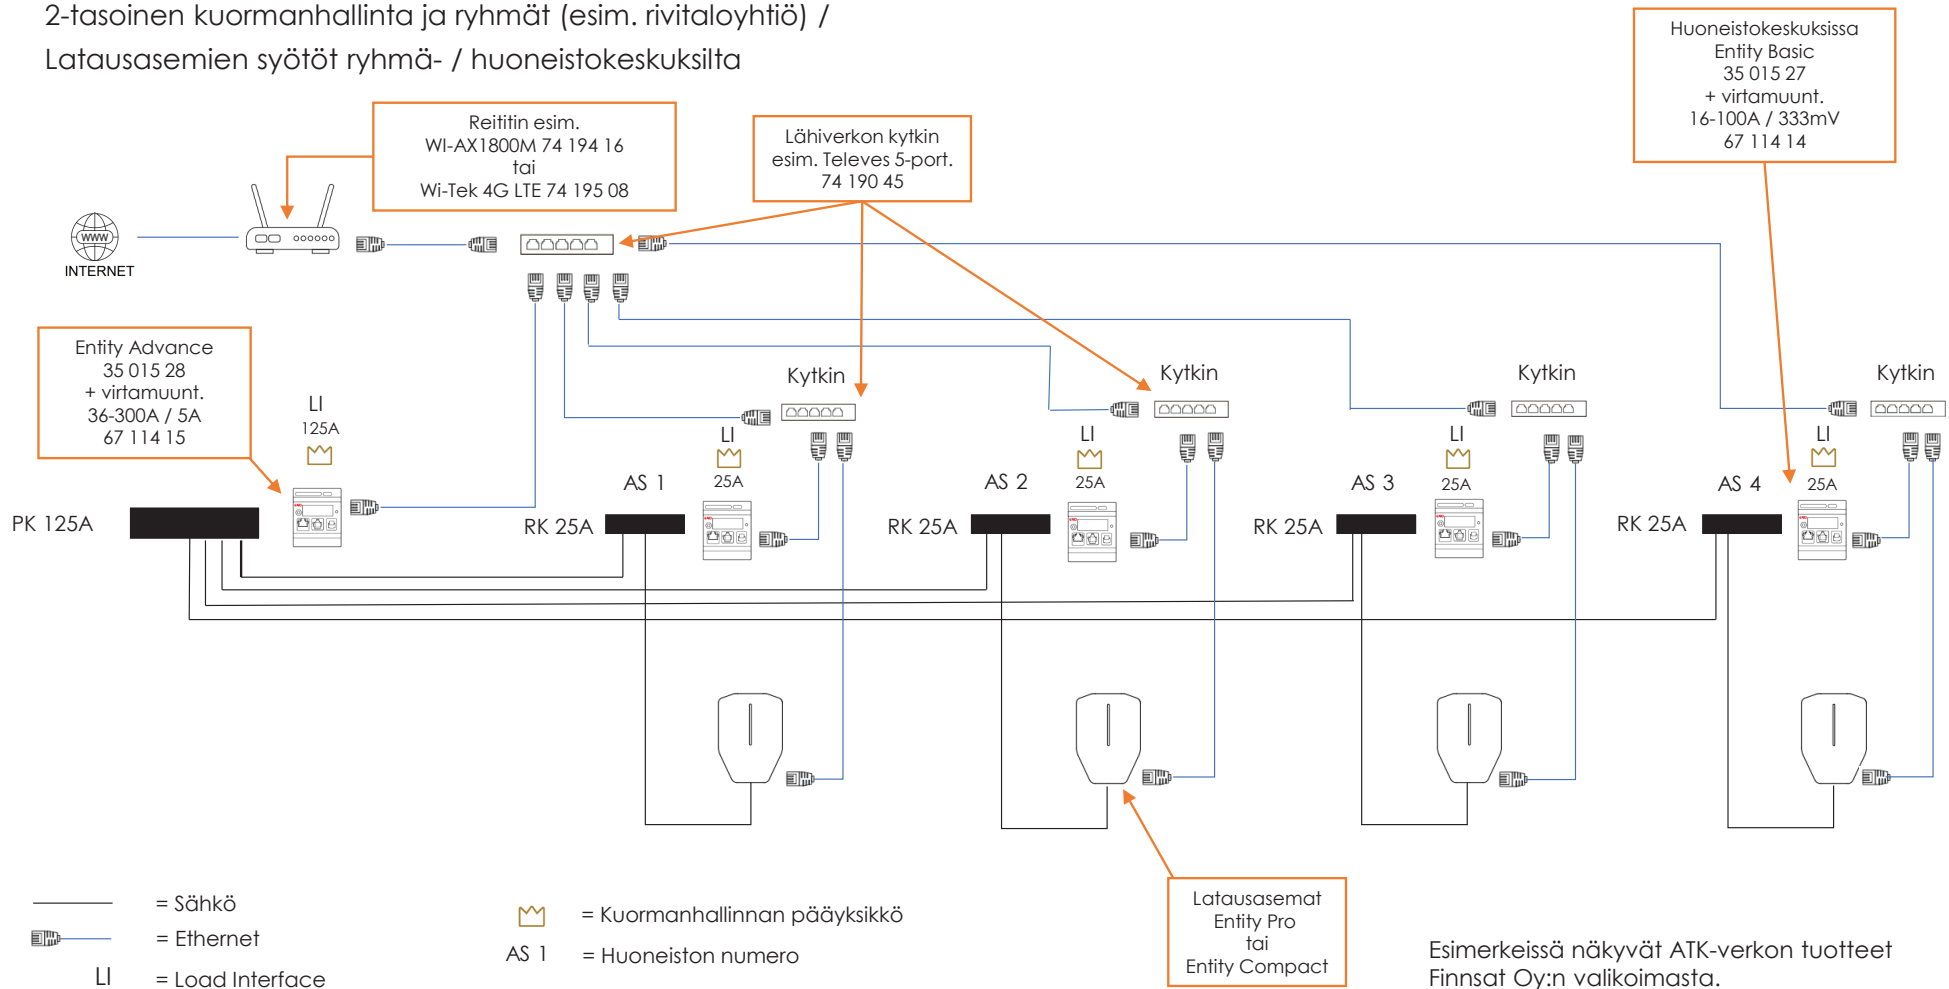 2-tasoinen kuormanhallinta ja ryhmät (esim. rivitaloyhtiö) /
Latausasemien syötöt ryhmä- / huoneistokeskuksilta
Huoneistokeskuksissa
Entity Basic
35 015 27
+ virtamuunt.
16-100A / 333mV
67 114 14
Reititin esim.
WI-AX1800M 74 194 16
tai
Wi-Tek 4G LTE 74 195 08
Lähiverkon kytkin
esim. Televes 5-port.
74 190 45
WWW
INTERNET
Entity Advance
35 015 28
+ virtamuunt.
36-300A / 5A
67 114 15
LI
125A
PK 125A
Kytkin
LI
25A
AS 1
RK 25A
Kytkin
LI
25A
AS 2
RK 25A
Kytkin
LI
25A
AS 3
RK 25A
Kytkin
LI
25A
AS 4
RK 25A
Latausasemat
Entity Pro
tai
Entity Compact
= Sähkö
= Ethernet
LI = Load Interface
= Kuormanhallinnan pääyksikkö
AS 1 = Huoneiston numero
Esimerkeissä näkyvät ATK-verkon tuotteet
Finnsat Oy:n valikoimasta.